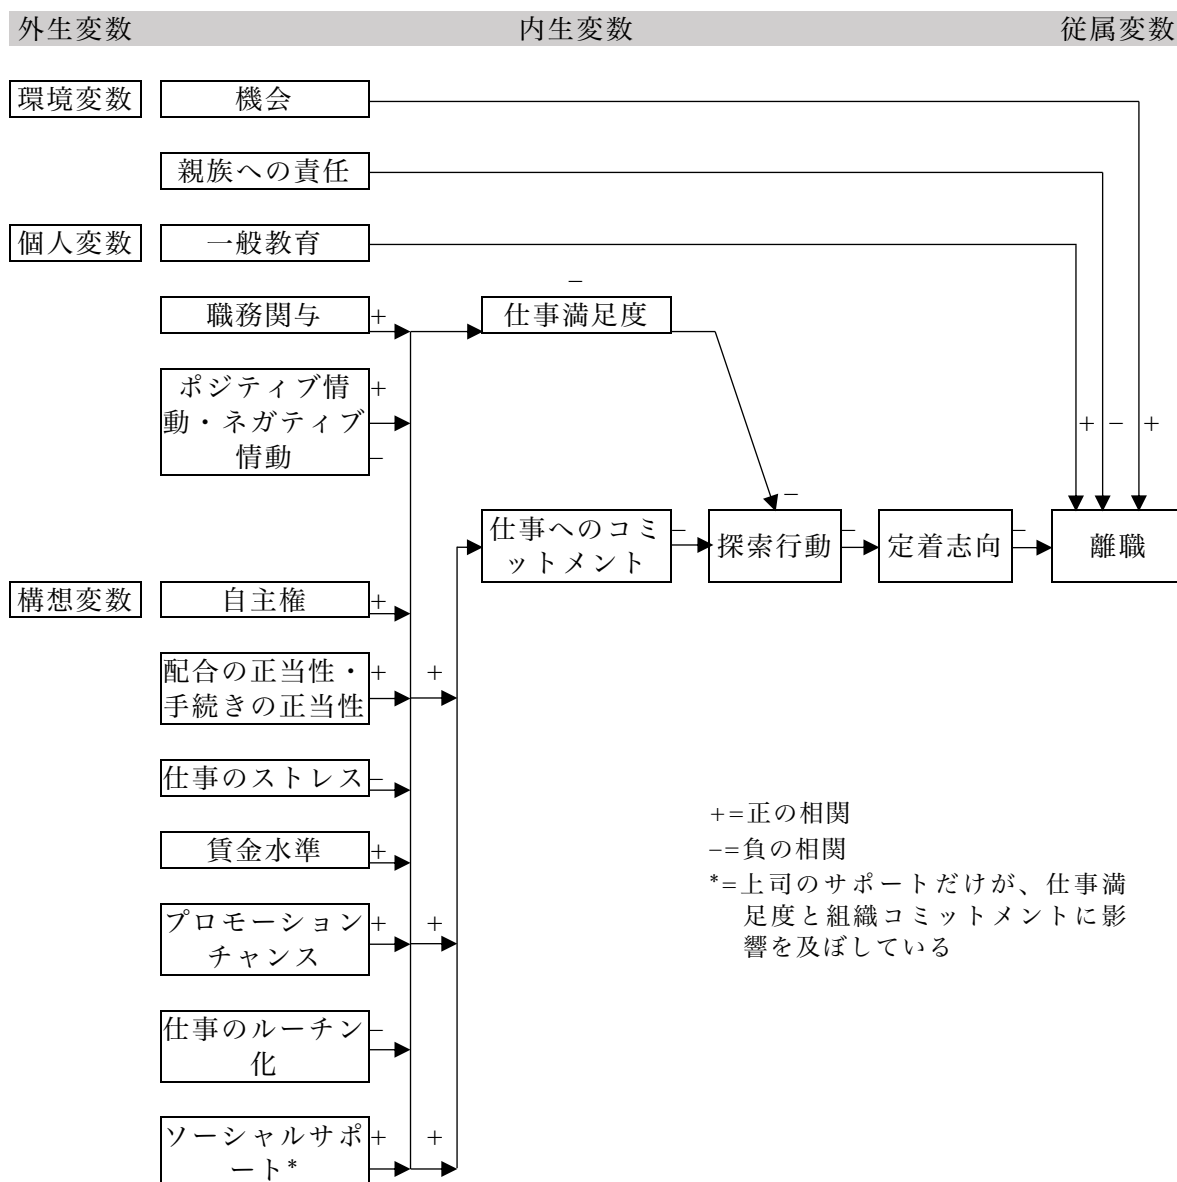 外生変数 内生変数 従属変数
環境変数 機会
親族への責任
個人変数 一般教育
−
職務関与 + 仕事満足度
ポジティブ情 +
動・ネガティブ
情動 −
+ − +
−
仕事へのコミ −
ットメント
探索行動 −
定着志向 −
離職
構想変数 自主権 +
配合の正当性・ + +
手続きの正当性
仕事のストレス −
賃金水準 +
プロモーション + +
チャンス
仕事のルーチン −
化
ソーシャルサポ + +
ート*
+=正の相関
−=負の相関
*=上司のサポートだけが、仕事満
足度と組織コミットメントに影
響を及ぼしている